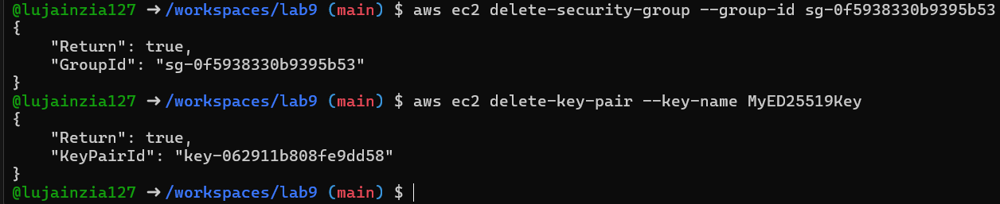 @lujainzia127 ➜ /workspaces/lab9 (main) $ aws ec2 delete-security-group --group-id sg-0f5938330b9395b53
{
    "Return": true,
    "GroupId": "sg-0f5938330b9395b53"
}
@lujainzia127 ➜ /workspaces/lab9 (main) $ aws ec2 delete-key-pair --key-name MyED25519Key
{
    "Return": true,
    "KeyPairId": "key-062911b808fe9dd58"
}
@lujainzia127 ➜ /workspaces/lab9 (main) $